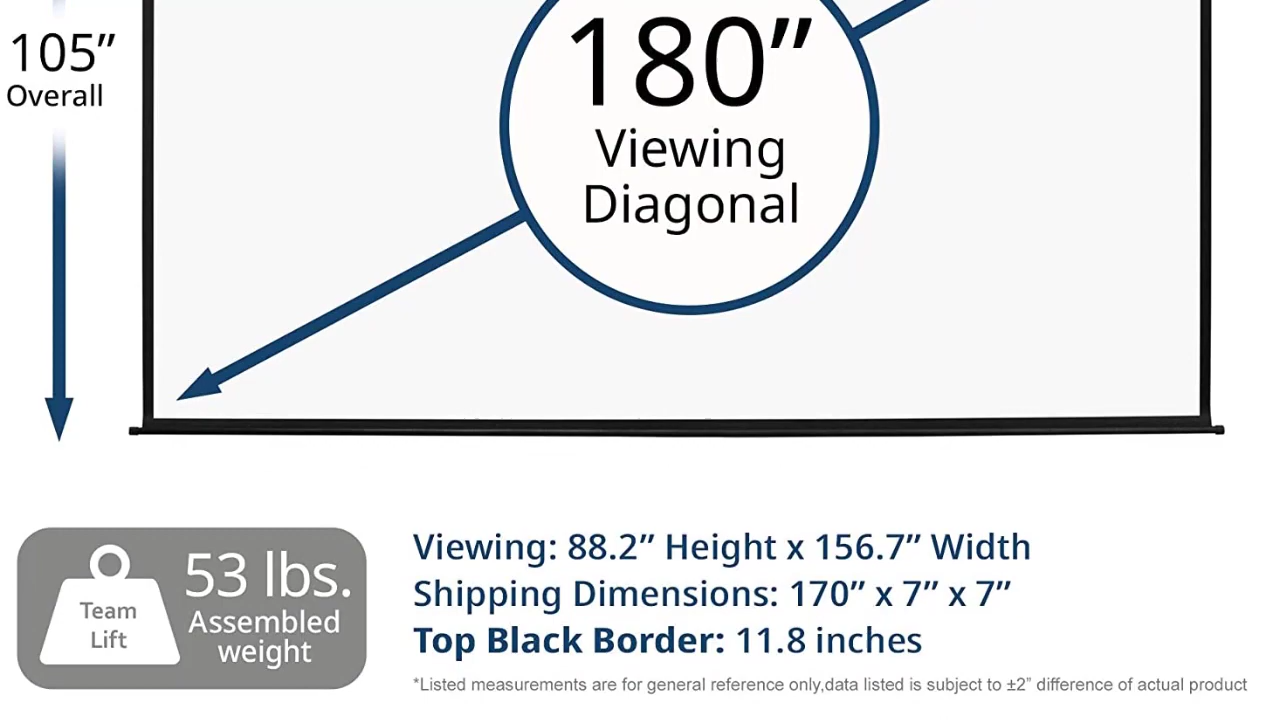 105”
Overall
180”
Viewing
Diagonal
53 lbs.
Team
Lift
Assembled
weight
Viewing: 88.2” Height x 156.7” Width
Shipping Dimensions: 170” x 7” x 7”
Top Black Border: 11.8 inches
*Listed measurements are for general reference only,data listed is subject to ±2” difference of actual product